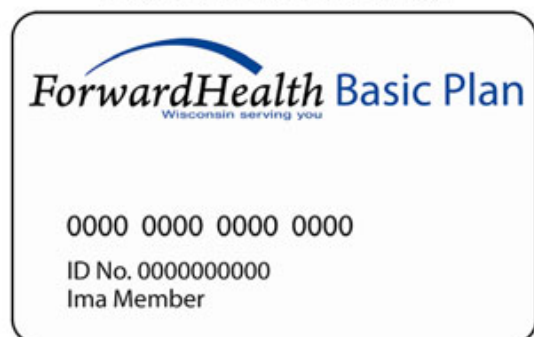 ForwardHealth Basic Plan
Wisconsin serving you
0000 0000 0000 0000
ID No. 0000000000
Ima Member